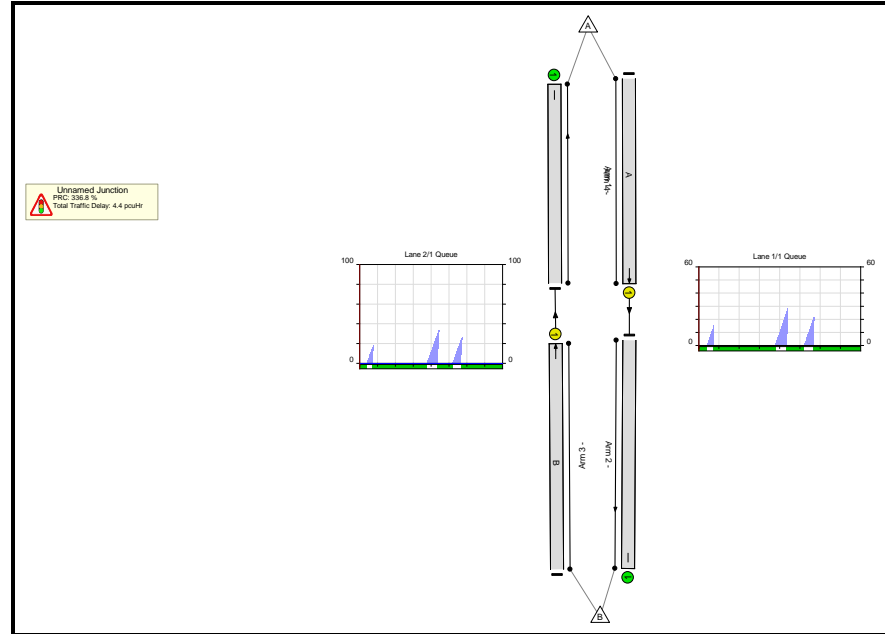 A
Unnamed Junction
PRC: 336.8 %
Total Traffic Delay: 4.4 pcuHr
A
Lane 2/1 Queue
100
100
0
0
Lane 1/1 Queue
60
60
0
0
Arm 3 -
Arm 2 -
B
B